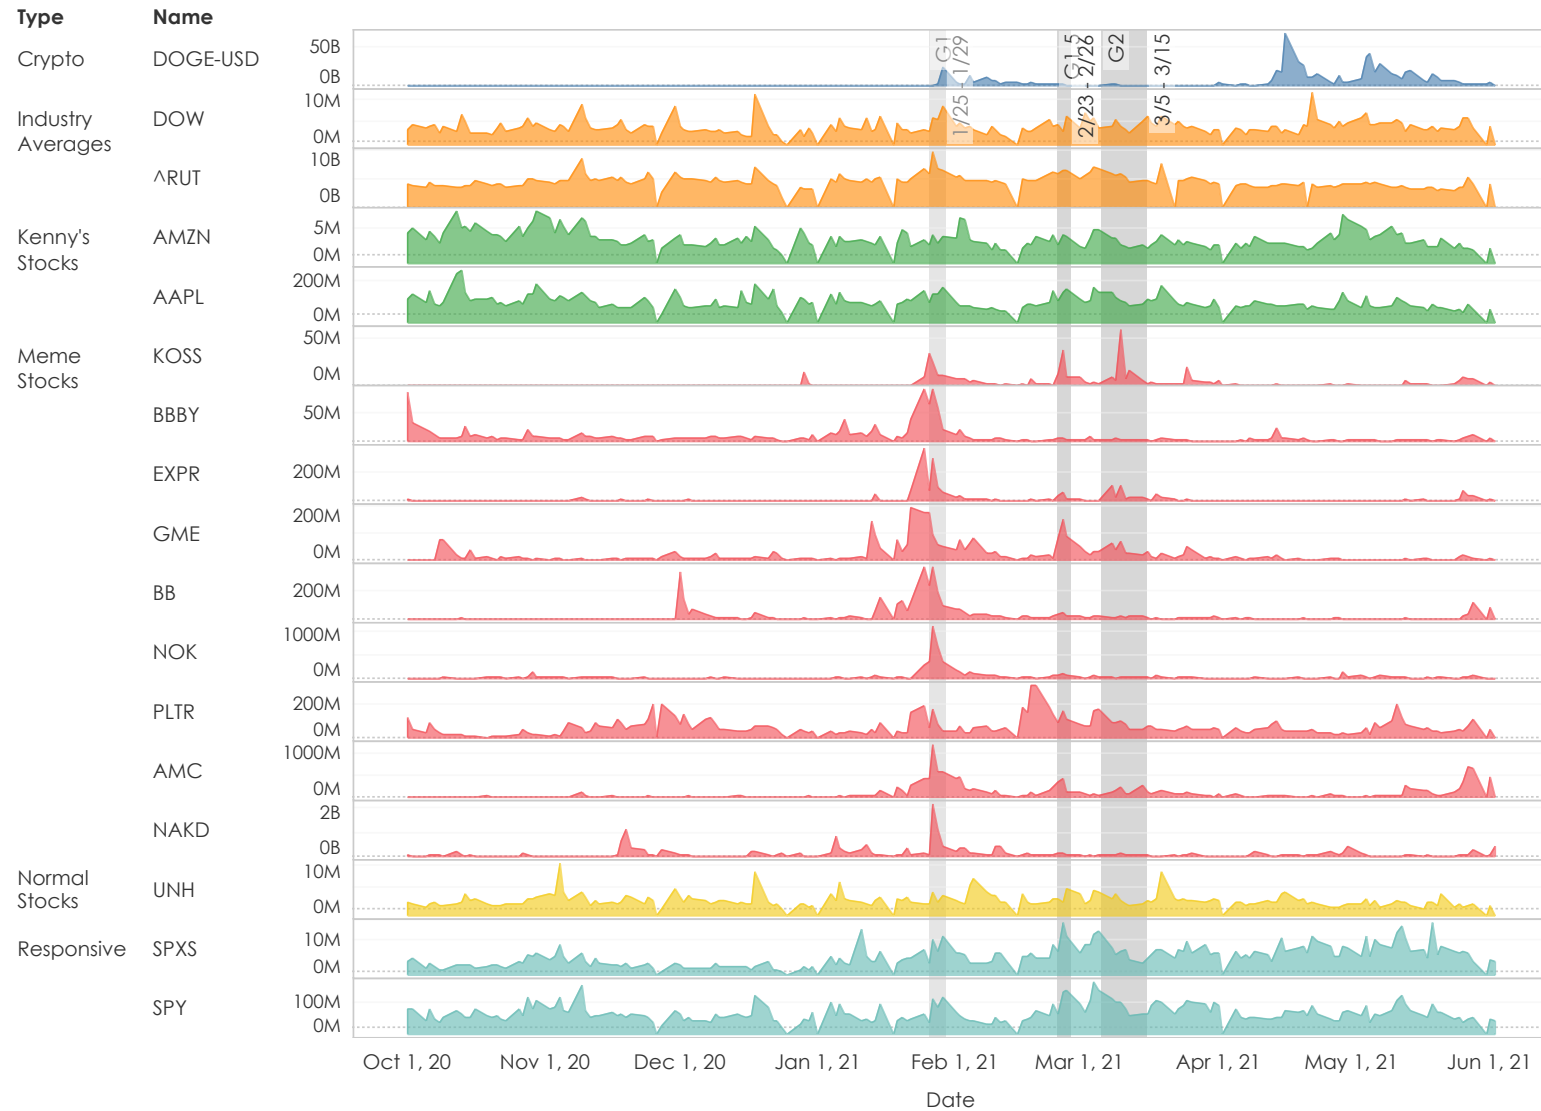 Type Name
Crypto DOGE-USD 50B
0B
G1
1/25 - 1/29
G1.5
2/23 - 2/26
G2
3/5 - 3/15
Industry Averages DOW 10M
0M
^RUT 10B
0B
Kenny's Stocks AMZN 5M
0M
AAPL 200M
0M
Meme Stocks KOSS 50M
0M
BBBY 50M
EXPR 200M
GME 200M
0M
BB 200M
NOK 1000M
0M
PLTR 200M
0M
AMC 1000M
0M
NAKD 2B
0B
Normal Stocks UNH 10M
0M
Responsive SPXS 10M
0M
SPY 100M
0M
Oct 1, 20 Nov 1, 20 Dec 1, 20 Jan 1, 21 Feb 1, 21 Mar 1, 21 Apr 1, 21 May 1, 21 Jun 1, 21
Date